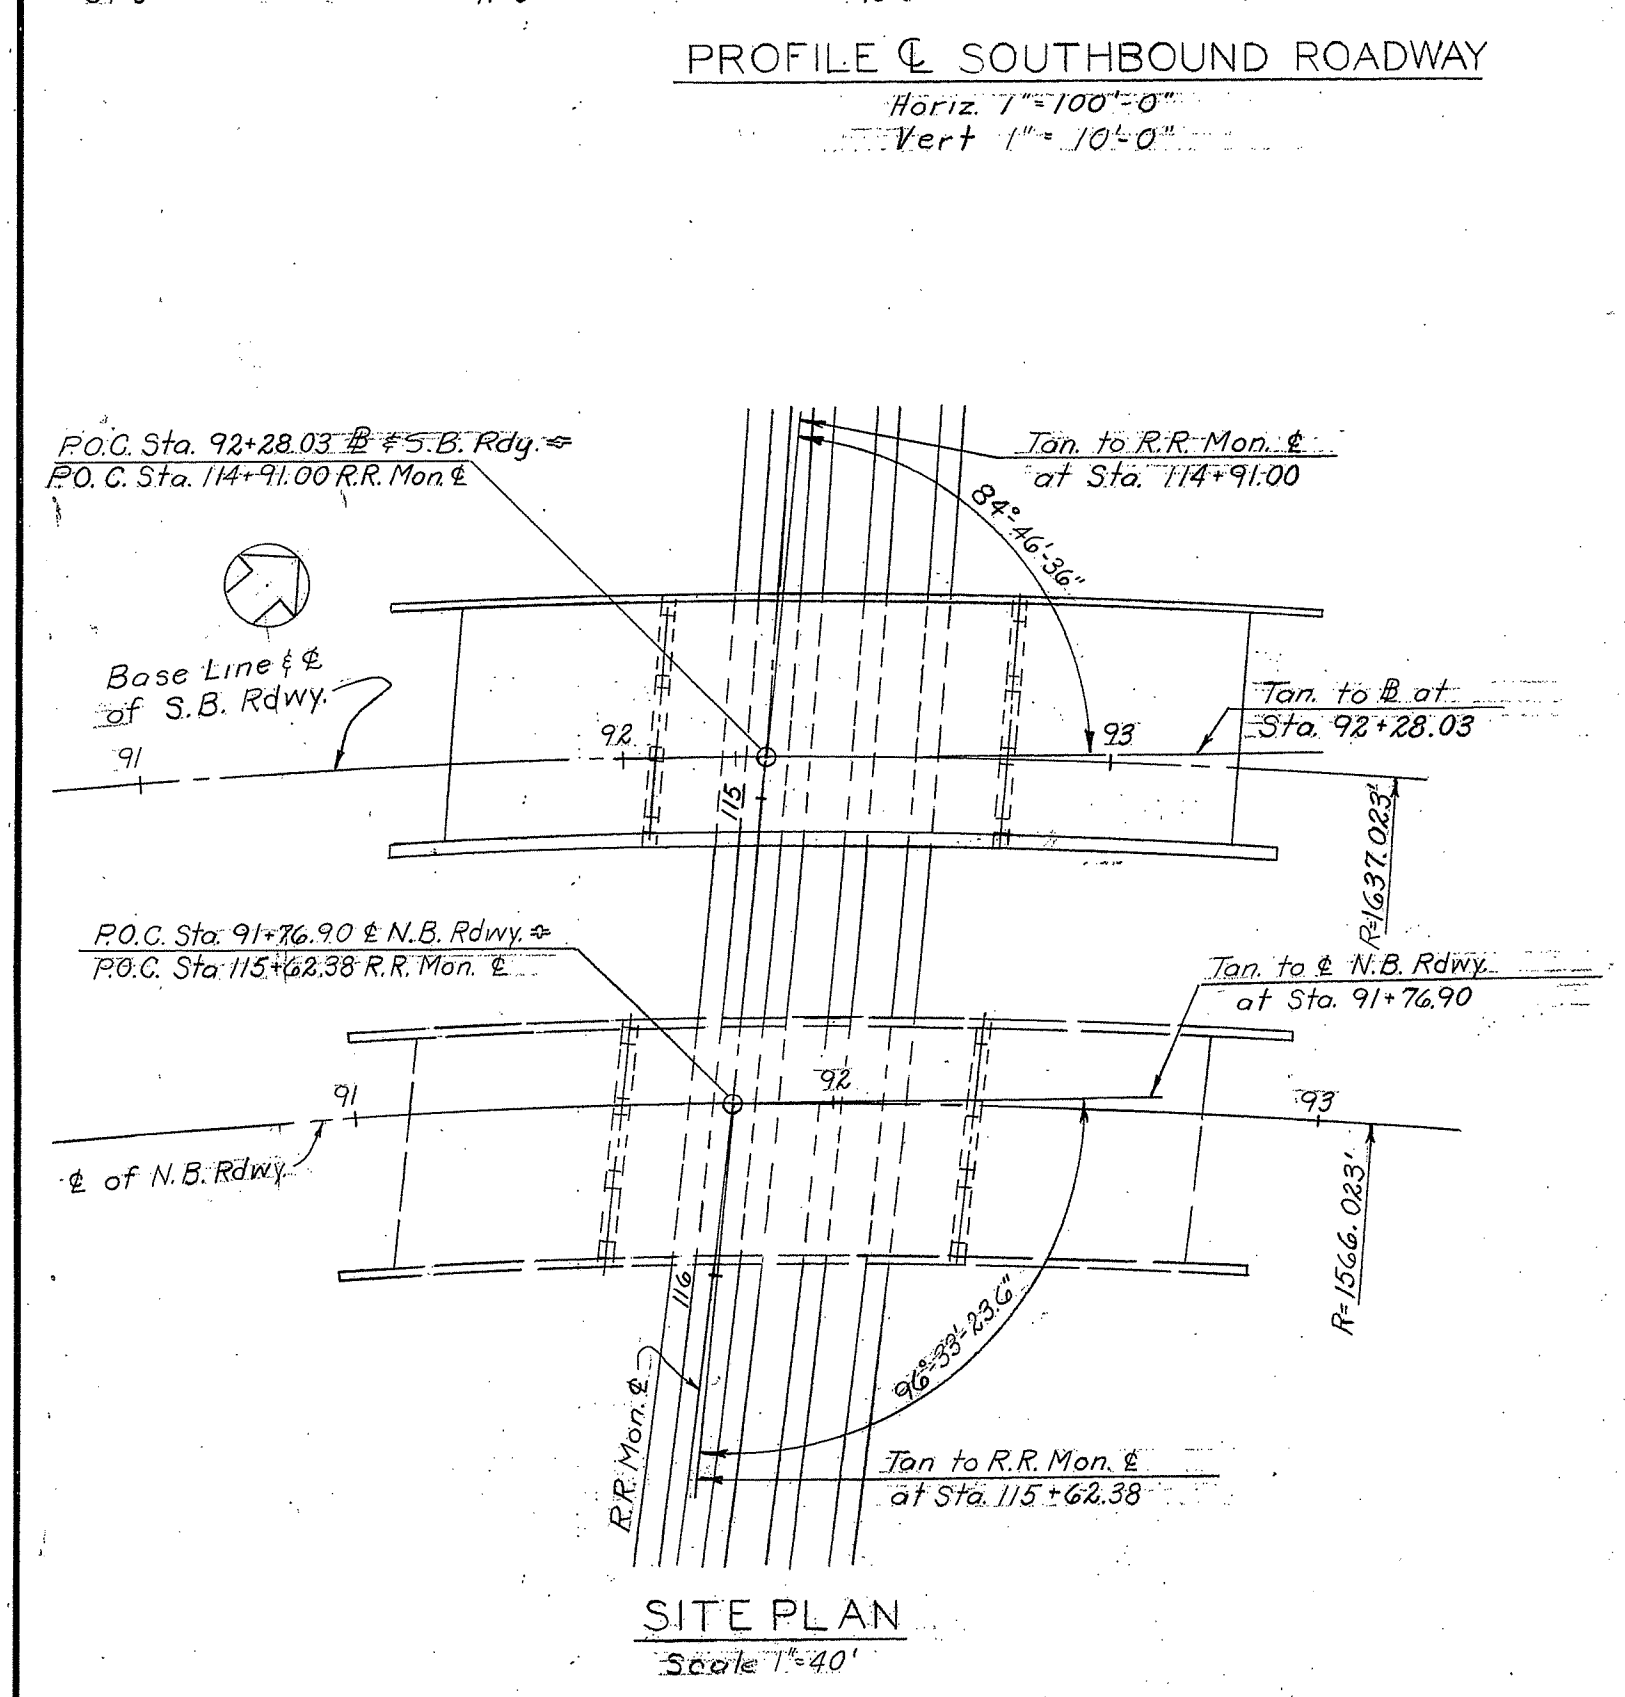 PROFILE ℄ SOUTHBOUND ROADWAY
Horiz. 1"=100'-0"
Vert 1"= 10'-0"
P.O.C. Sta. 92+28.03 B & S.B. Rdy. =
P.O.C. Sta. 114+91.00 R.R. Mon. ℄
Tan. to R.R. Mon. ℄
at Sta. 114+91.00
84°-46'-36"
Base Line & ℄
of S.B. Rdwy.
Tan. to B at
Sta. 92+28.03
91
92
93
115
R=1637.023'
P.O.C. Sta. 91+76.90 ℄ N.B. Rdwy. =
P.O.C. Sta 115+62.38 R.R. Mon. ℄
Tan. to ℄ N.B. Rdwy.
at Sta. 91+76.90
91
92
93
℄ of N.B. Rdwy.
116
R=1566.023'
96°-33'-23.6"
R.R. Mon. ℄
Tan to R.R. Mon. ℄
at Sta. 115+62.38
SITE PLAN
Scale 1"=40'